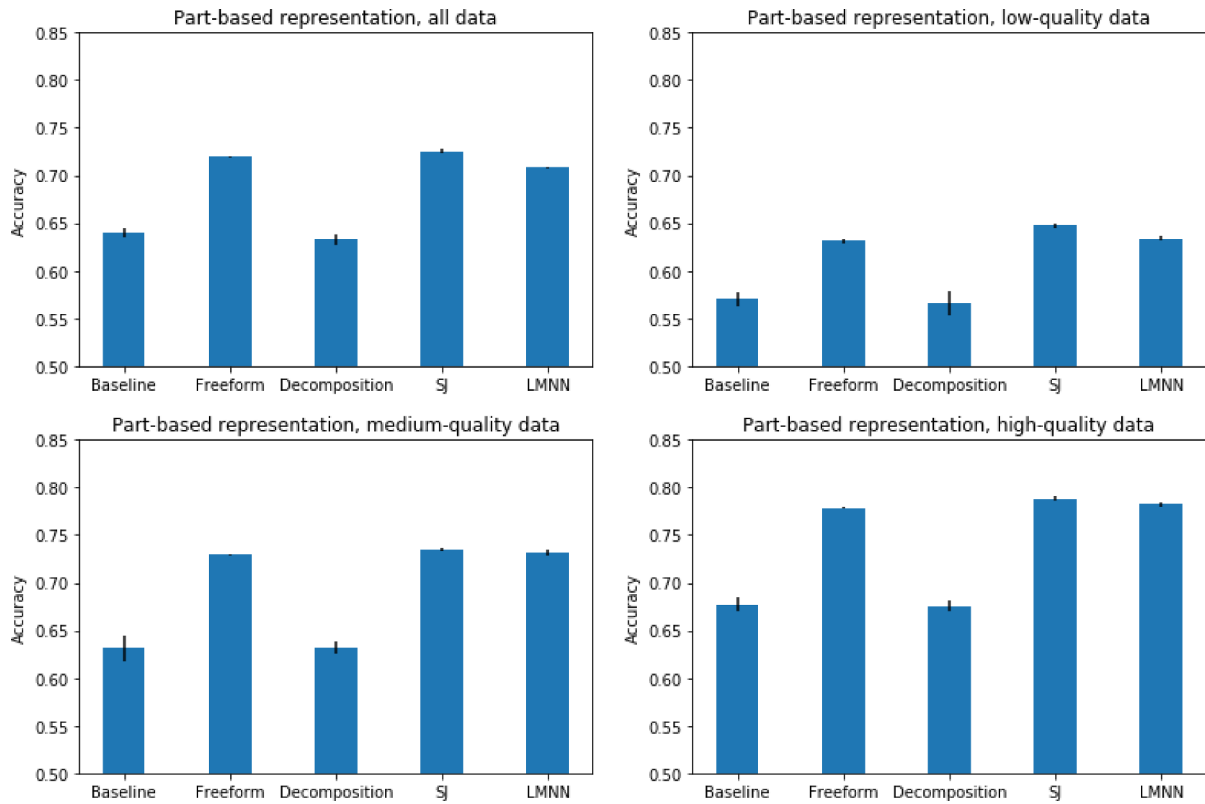 Part-based representation, all data
Accuracy
0.85
0.80
0.75
0.70
0.65
0.60
0.55
0.50
Baseline Freeform Decomposition SJ LMNN
Part-based representation, low-quality data
Accuracy
0.85
0.80
0.75
0.70
0.65
0.60
0.55
0.50
Baseline Freeform Decomposition SJ LMNN
Part-based representation, medium-quality data
Accuracy
0.85
0.80
0.75
0.70
0.65
0.60
0.55
0.50
Baseline Freeform Decomposition SJ LMNN
Part-based representation, high-quality data
Accuracy
0.85
0.80
0.75
0.70
0.65
0.60
0.55
0.50
Baseline Freeform Decomposition SJ LMNN